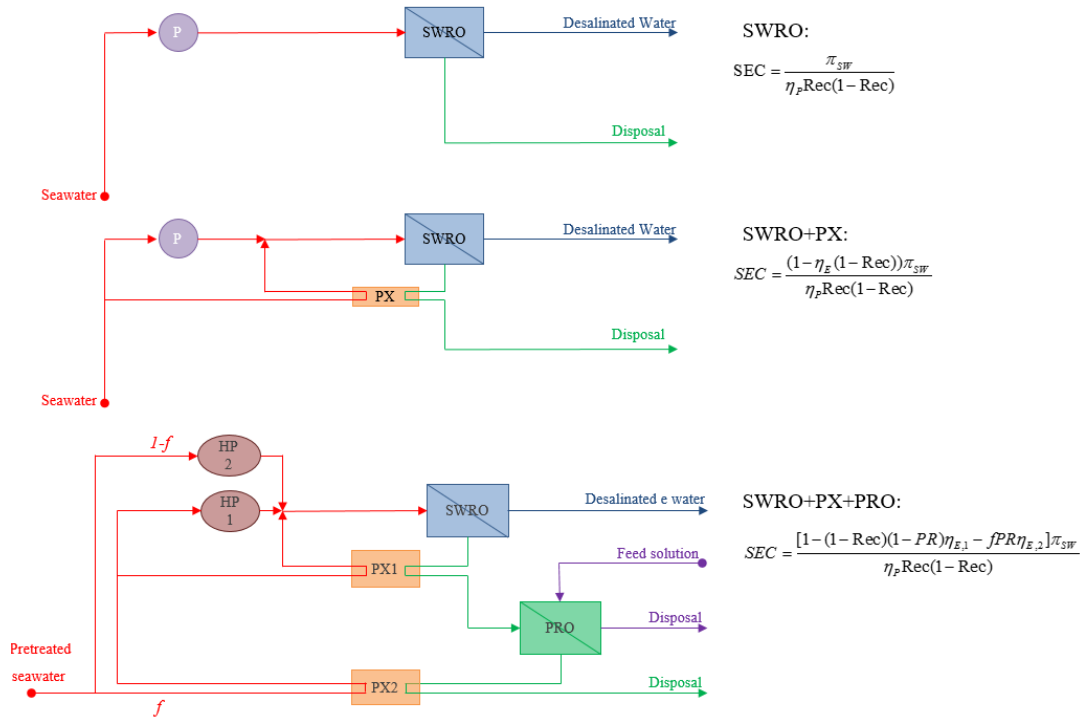 P
SWRO
Desalinated Water
Disposal
Seawater
SWRO:
SEC = π_SW / (η_P Rec(1− Rec))
P
SWRO
Desalinated Water
PX
Disposal
Seawater
SWRO+PX:
SEC = (1−η_E (1− Rec))π_SW / (η_P Rec(1− Rec))
1-f
HP
2
HP
1
SWRO
Desalinated e water
Feed solution
PX1
PRO
Disposal
Pretreated
seawater
PX2
Disposal
f
SWRO+PX+PRO:
SEC = [1−(1−Rec)(1−PR)η_E,1 − fPRη_E,2]π_SW / (η_P Rec(1− Rec))